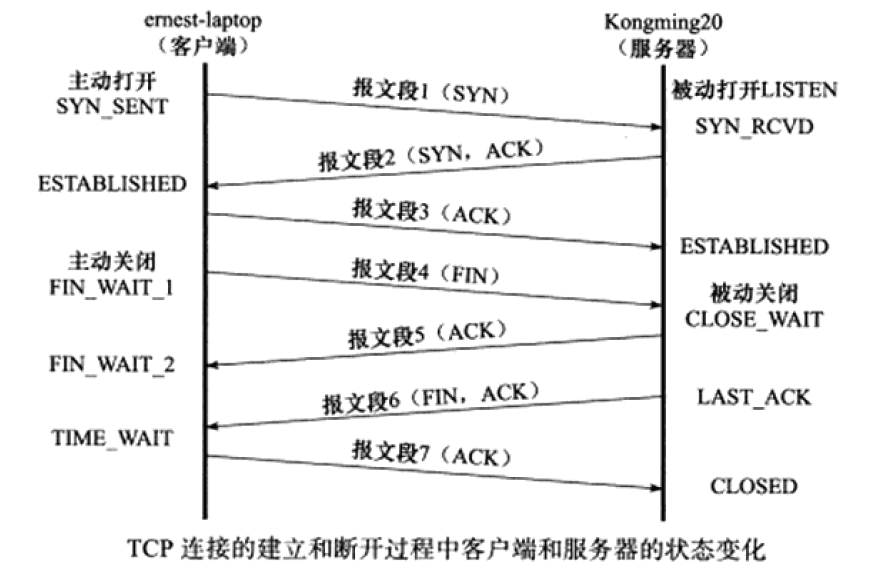 ernest-laptop
(客户端)
Kongming20
(服务器)
主动打开
SYN_SENT
报文段1(SYN)
被动打开LISTEN
SYN_RCVD
报文段2(SYN,ACK)
ESTABLISHED
报文段3(ACK)
ESTABLISHED
主动关闭
FIN_WAIT_1
报文段4(FIN)
被动关闭
CLOSE_WAIT
报文段5(ACK)
FIN_WAIT_2
报文段6(FIN,ACK)
LAST_ACK
TIME_WAIT
报文段7(ACK)
CLOSED
TCP 连接的建立和断开过程中客户端和服务器的状态变化